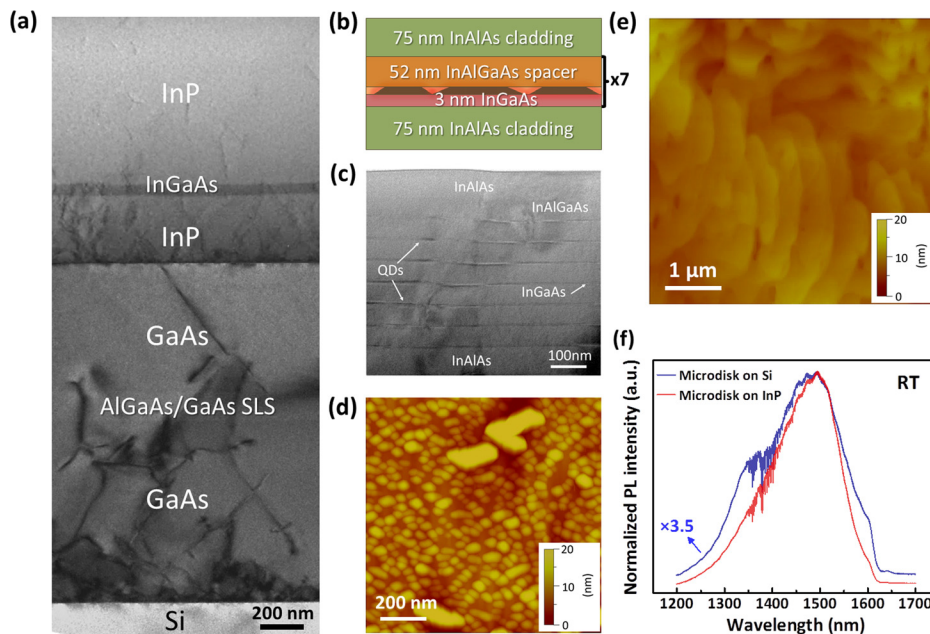 (a)
InP
InGaAs
InP
GaAs
AlGaAs/GaAs SLS
GaAs
Si
200 nm
(b)
75 nm InAlAs cladding
52 nm InAlGaAs spacer
3 nm InGaAs
75 nm InAlAs cladding
x7
(c)
InAlAs
InAlGaAs
QDs
InGaAs
InAlAs
100nm
(d)
20
10
0
(nm)
200 nm
(e)
20
10
0
(nm)
1 μm
(f)
Microdisk on Si
Microdisk on InP
RT
×3.5
Normalized PL intensity (a.u.)
1200 1300 1400 1500 1600 1700
Wavelength (nm)